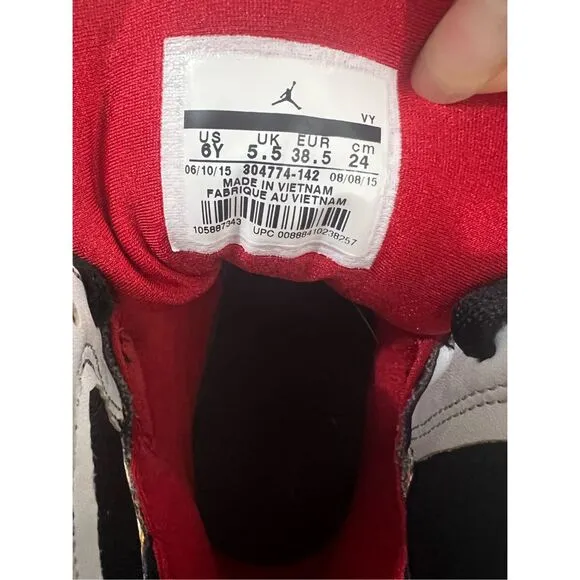 VY
US UK EUR cm
6Y 5.5 38.5 24
06/10/15 304774-142 08/08/15
MADE IN VIETNAM
FABRIQUE AU VIETNAM
105887343 UPC 00888410238257